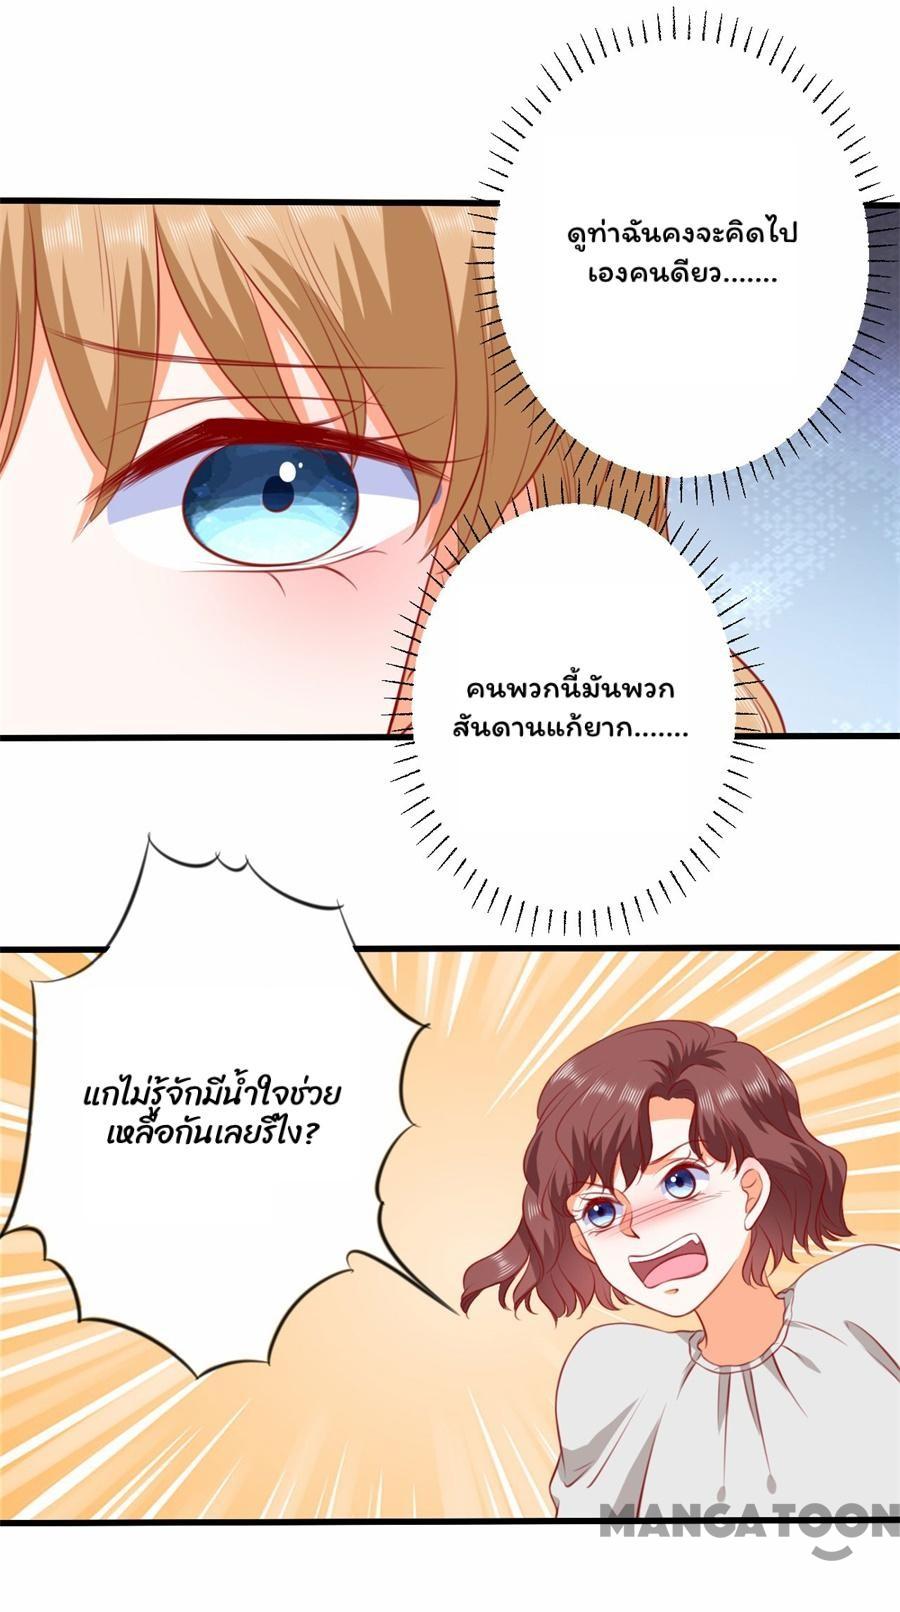 ดูท่าฉันคงจะคิดไป
เองคนดียว.......
คนพวกนี้มันพวก
สันดานแก้ยาก.......
แกไม่รู้จักมีน้ำใจช่วย
เหลือกันเลยรึไง?
MANGATOON